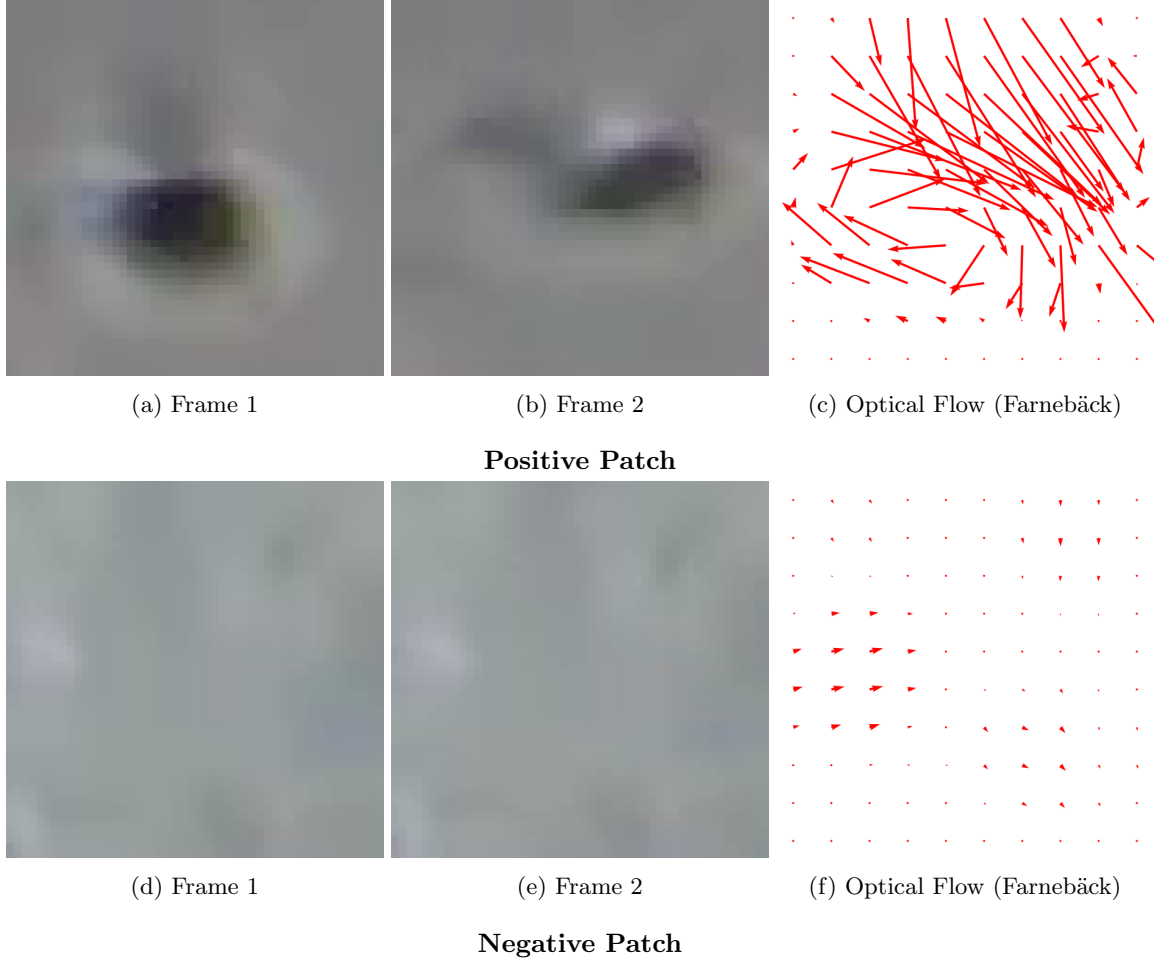 (a) Frame 1
(b) Frame 2
(c) Optical Flow (Farnebäck)
Positive Patch
(d) Frame 1
(e) Frame 2
(f) Optical Flow (Farnebäck)
Negative Patch